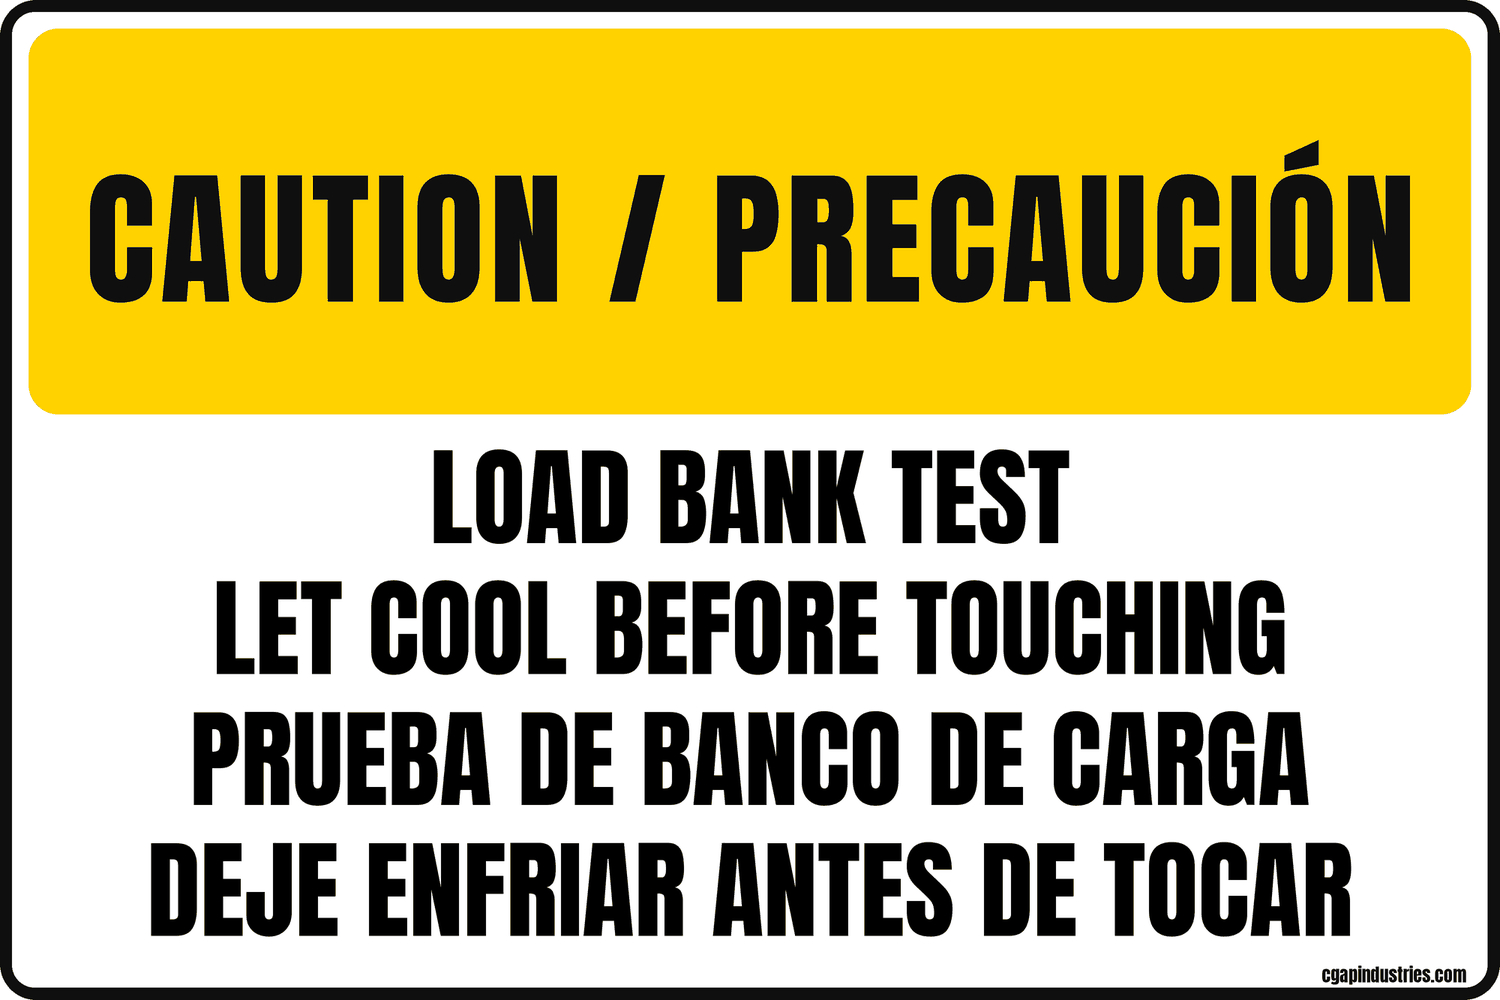 CAUTION / PRECAUCIÓN
LOAD BANK TEST
LET COOL BEFORE TOUCHING
PRUEBA DE BANCO DE CARGA
DEJE ENFRIAR ANTES DE TOCAR
cgapindustries.com